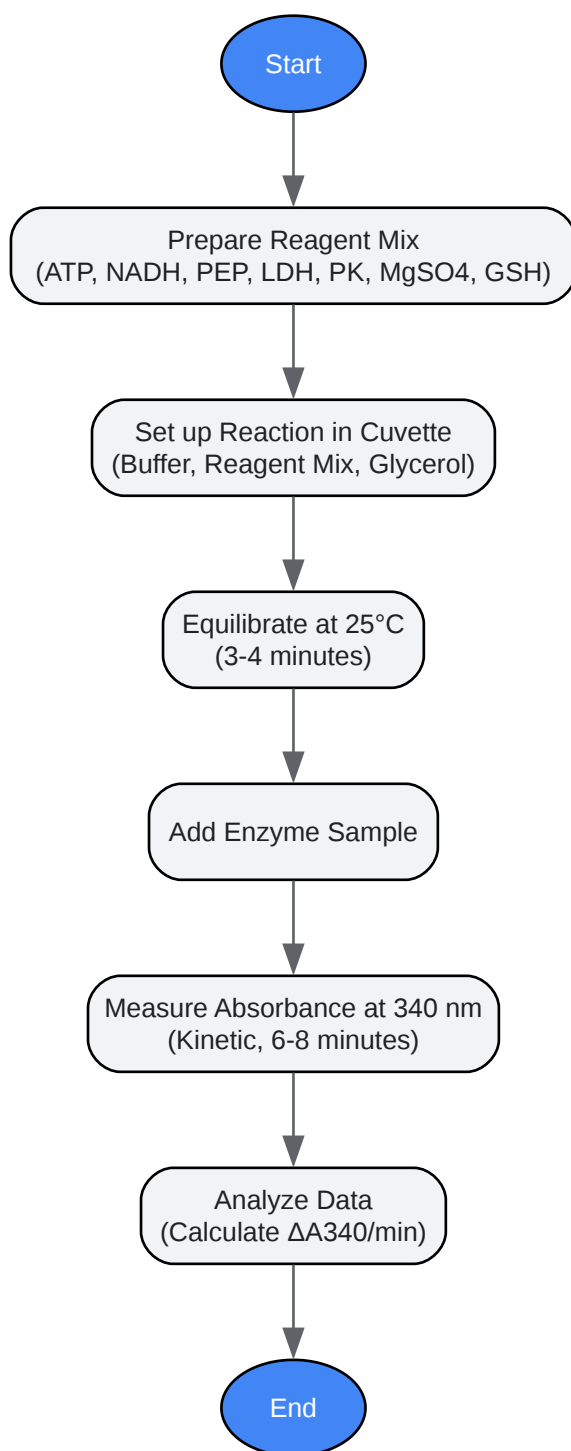 Start
Prepare Reagent Mix
(ATP, NADH, PEP, LDH, PK, MgSO4, GSH)
Set up Reaction in Cuvette
(Buffer, Reagent Mix, Glycerol)
Equilibrate at 25°C
(3-4 minutes)
Add Enzyme Sample
Measure Absorbance at 340 nm
(Kinetic, 6-8 minutes)
Analyze Data
(Calculate ΔA340/min)
End